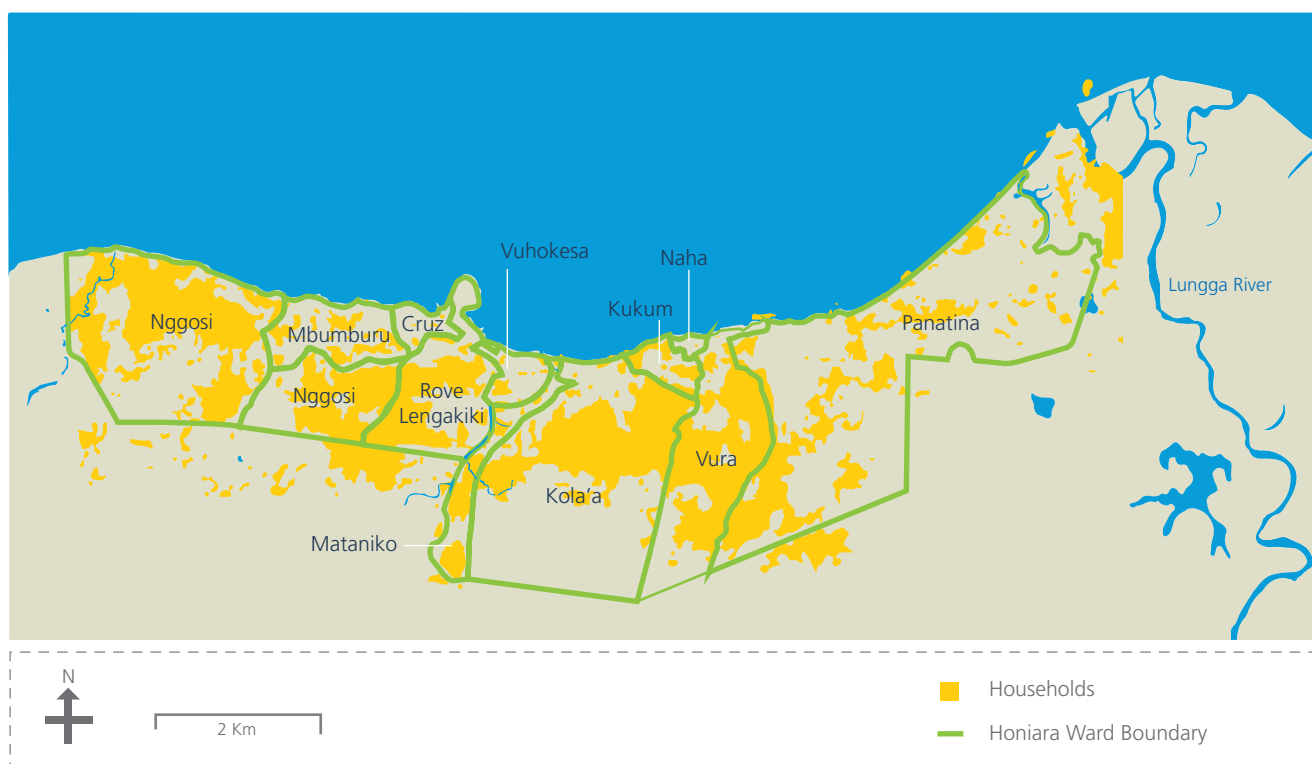 Vuhokesa
Naha
Kukum
Lungga River
Nggosi
Mbumburu
Cruz
Panatina
Nggosi
Rove
Lengakiki
Vura
Kola'a
Mataniko
N
2 Km
Households
Honiara Ward Boundary